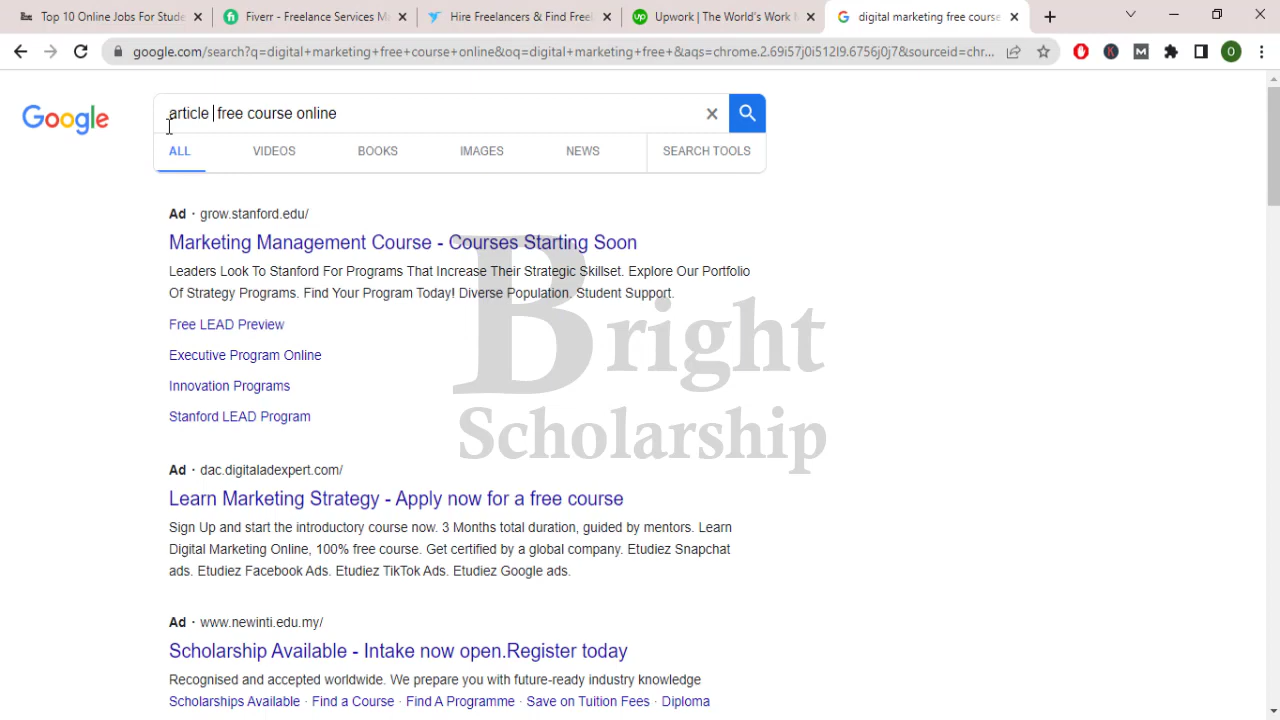 Top 10 Online Jobs For Stude
Fiverr - Freelance Services M
Hire Freelancers & Find Free
Upwork | The World's Work M
digital marketing free course
google.com/search?q=digital+marketing+free+course+online&oq=digital+marketing+free+&aqs=chrome.2.69i57j0i512l9.6756j0j7&sourceid=chr...
Google
article free course online
ALL VIDEOS BOOKS IMAGES NEWS SEARCH TOOLS
Ad · grow.stanford.edu/
Marketing Management Course - Courses Starting Soon
Leaders Look To Stanford For Programs That Increase Their Strategic Skillset. Explore Our Portfolio
Of Strategy Programs. Find Your Program Today! Diverse Population. Student Support.
Free LEAD Preview
Executive Program Online
Innovation Programs
Stanford LEAD Program
Bright
Scholarship
Ad · dac.digitaladexpert.com/
Learn Marketing Strategy - Apply now for a free course
Sign Up and start the introductory course now. 3 Months total duration, guided by mentors. Learn
Digital Marketing Online, 100% free course. Get certified by a global company. Etudiez Snapchat
ads. Etudiez Facebook Ads. Etudiez TikTok Ads. Etudiez Google ads.
Ad · www.newinti.edu.my/
Scholarship Available - Intake now open.Register today
Recognised and accepted worldwide. We prepare you with future-ready industry knowledge
Scholarships Available · Find a Course · Find A Programme · Save on Tuition Fees · Diploma